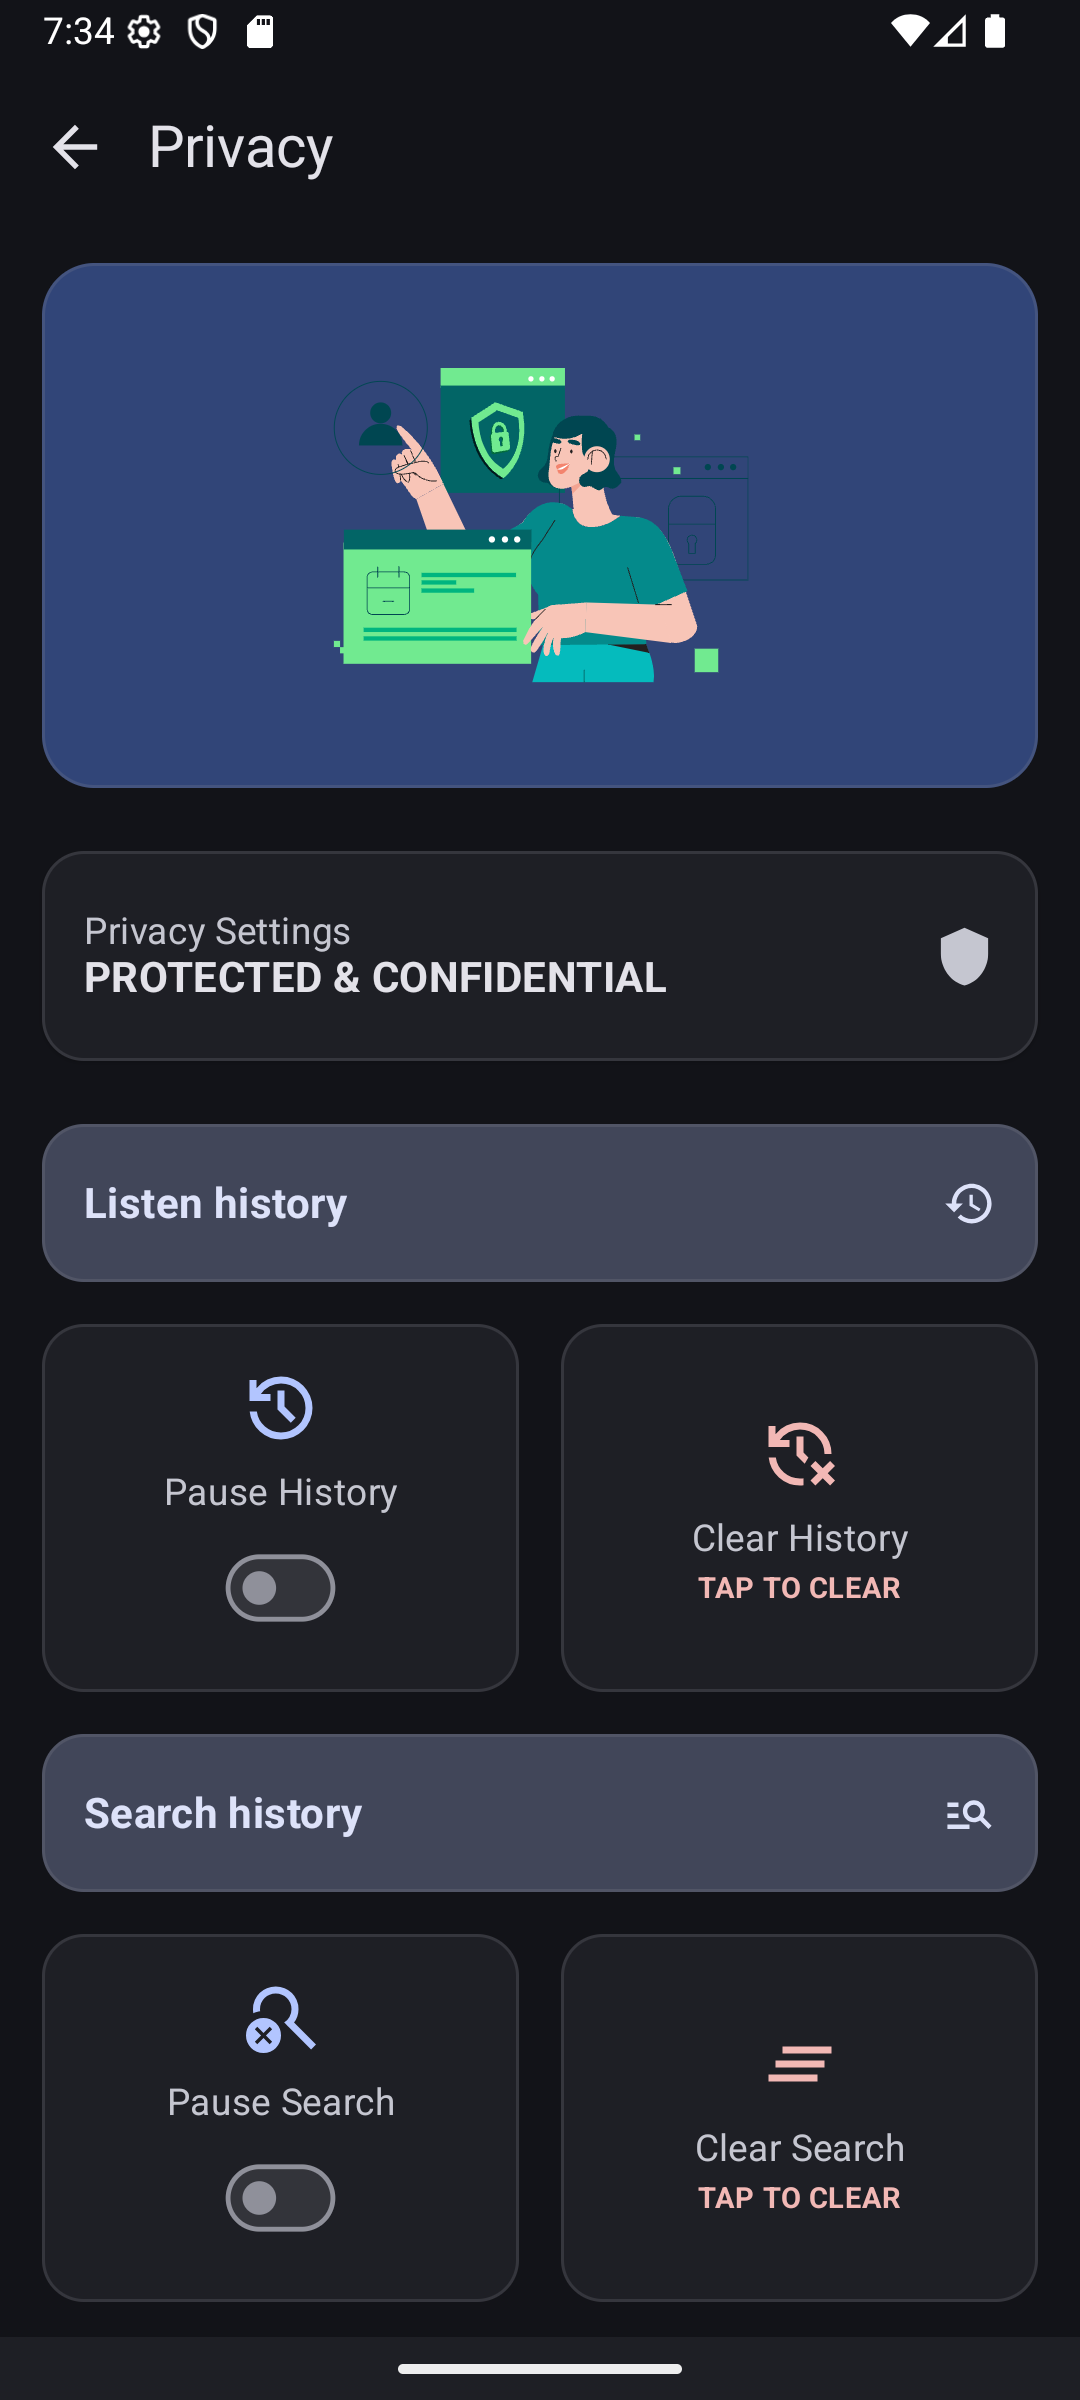 7:34
Privacy
Privacy Settings
PROTECTED & CONFIDENTIAL
Listen history
Pause History
Clear History
TAP TO CLEAR
Search history
Pause Search
Clear Search
TAP TO CLEAR